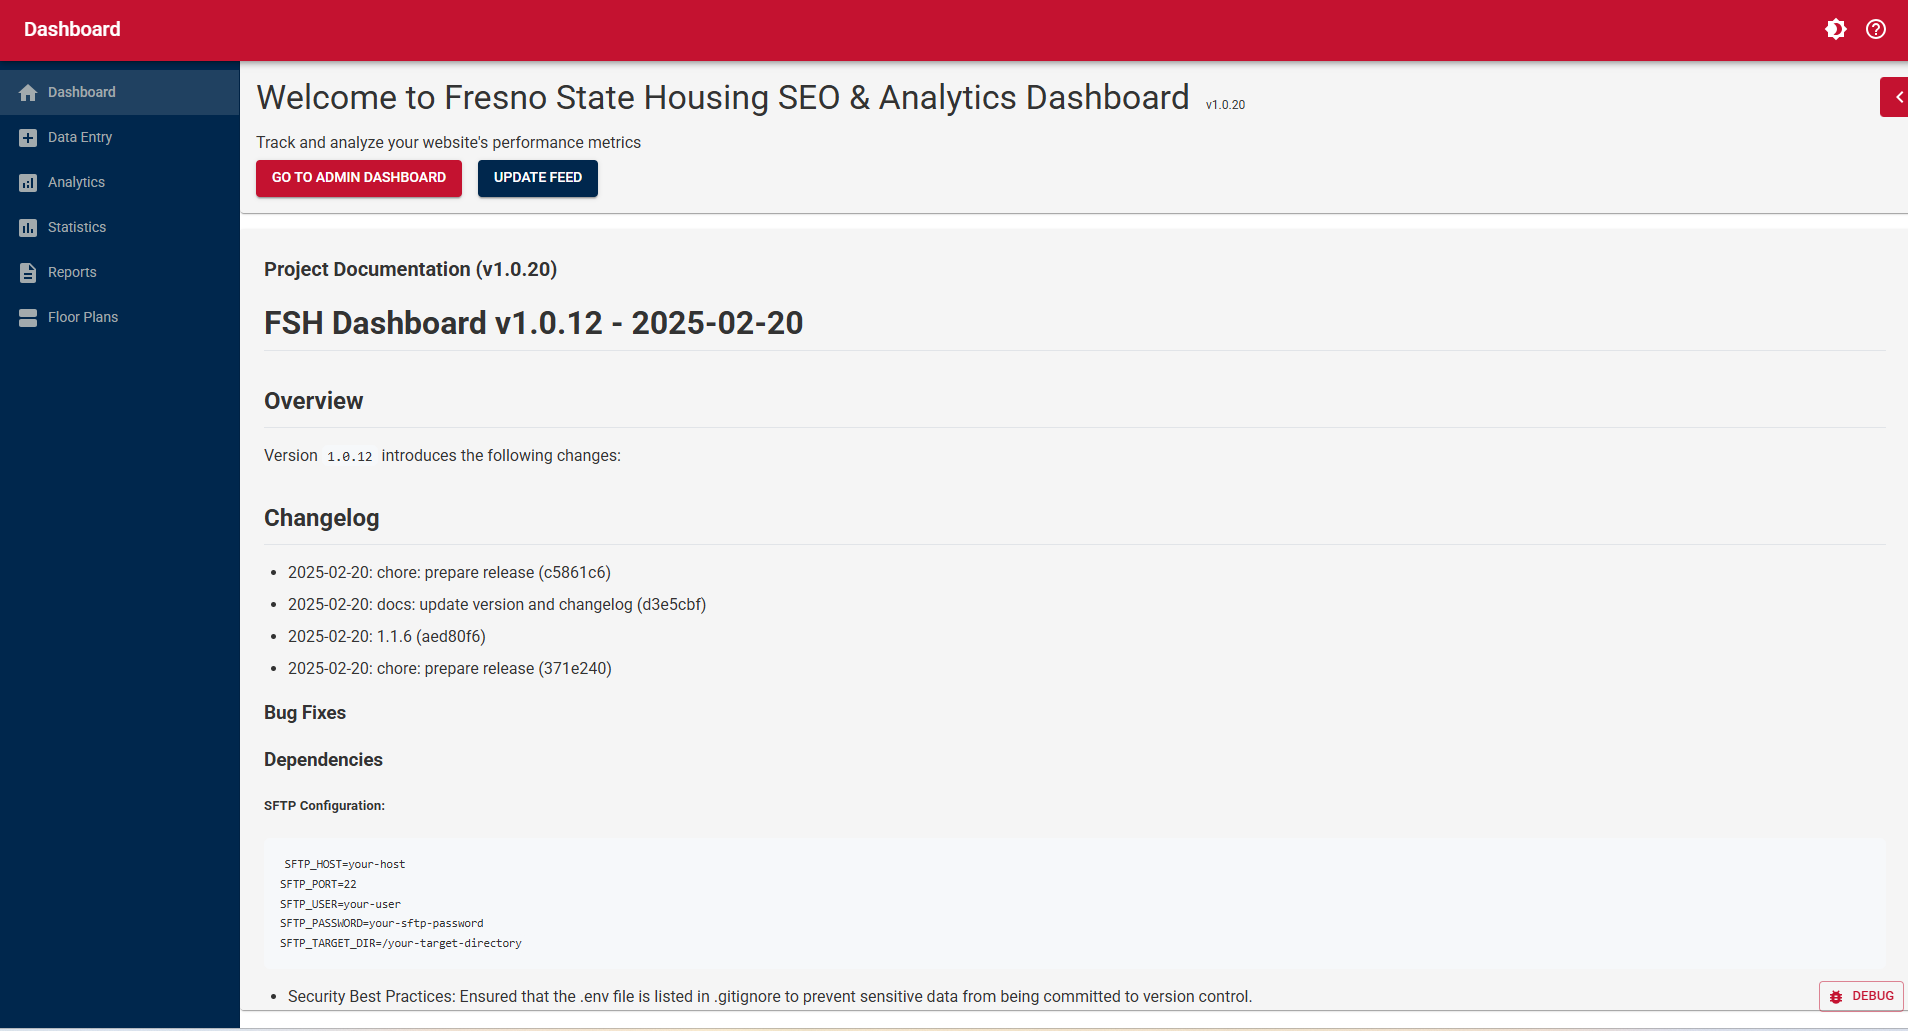 Dashboard
Dashboard
Data Entry
Analytics
Statistics
Reports
Floor Plans
Welcome to Fresno State Housing SEO & Analytics Dashboard v1.0.20
Track and analyze your website's performance metrics
GO TO ADMIN DASHBOARD UPDATE FEED
Project Documentation (v1.0.20)
FSH Dashboard v1.0.12 - 2025-02-20
Overview
Version 1.0.12 introduces the following changes:
Changelog
• 2025-02-20: chore: prepare release (c5861c6)
• 2025-02-20: docs: update version and changelog (d3e5cbf)
• 2025-02-20: 1.1.6 (aed80f6)
• 2025-02-20: chore: prepare release (371e240)
Bug Fixes
Dependencies
SFTP Configuration:
SFTP_HOST=your-host
SFTP_PORT=22
SFTP_USER=your-user
SFTP_PASSWORD=your-sftp-password
SFTP_TARGET_DIR=/your-target-directory
• Security Best Practices: Ensured that the .env file is listed in .gitignore to prevent sensitive data from being committed to version control.
DEBUG